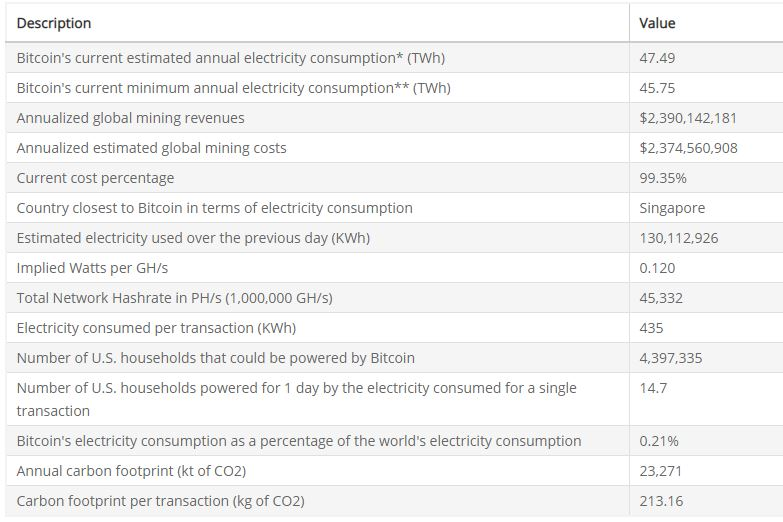 Description Value
Bitcoin's current estimated annual electricity consumption* (TWh) 47.49
Bitcoin's current minimum annual electricity consumption** (TWh) 45.75
Annualized global mining revenues $2,390,142,181
Annualized estimated global mining costs $2,374,560,908
Current cost percentage 99.35%
Country closest to Bitcoin in terms of electricity consumption Singapore
Estimated electricity used over the previous day (KWh) 130,112,926
Implied Watts per GH/s 0.120
Total Network Hashrate in PH/s (1,000,000 GH/s) 45,332
Electricity consumed per transaction (KWh) 435
Number of U.S. households that could be powered by Bitcoin 4,397,335
Number of U.S. households powered for 1 day by the electricity consumed for a single 14.7
transaction
Bitcoin's electricity consumption as a percentage of the world's electricity consumption 0.21%
Annual carbon footprint (kt of CO2) 23,271
Carbon footprint per transaction (kg of CO2) 213.16